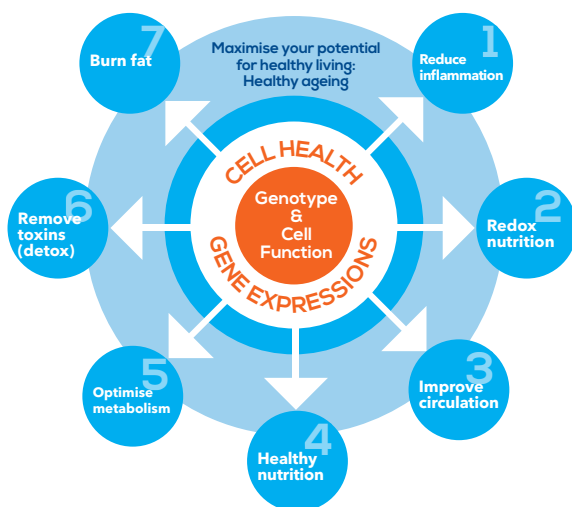 Maximise your potential
for healthy living:
Healthy ageing
1
Reduce
inflammation
2
Redox
nutrition
3
Improve
circulation
4
Healthy
nutrition
5
Optimise
metabolism
6
Remove
toxins
(detox)
7
Burn fat
CELL HEALTH
Genotype
&
Cell
Function
GENE EXPRESSIONS